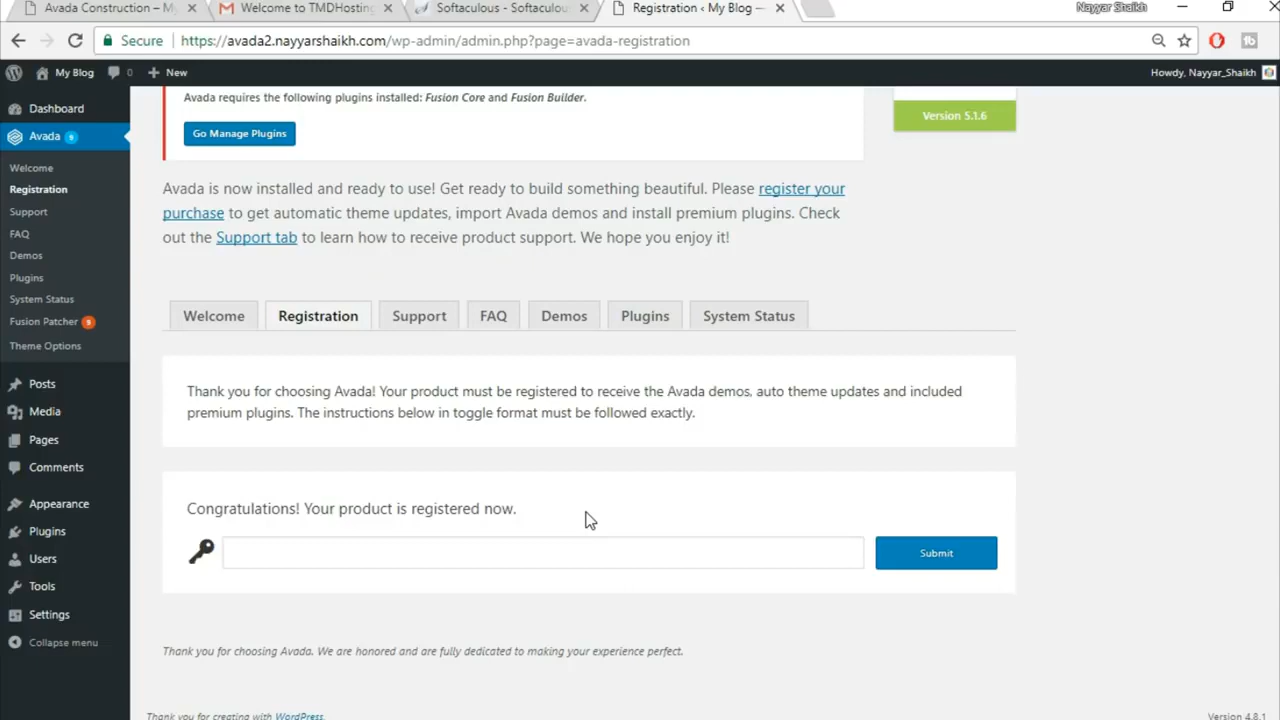 Avada Construction – My
Welcome to TMDHosting
Softaculous - Softaculou
Registration ‹ My Blog —
Nayyar Shaikh
Secure
https://avada2.nayyarshaikh.com/wp-admin/admin.php?page=avada-registration
My Blog
0
New
Howdy, Nayyar_Shaikh
Dashboard
Avada 9
Welcome
Registration
Support
FAQ
Demos
Plugins
System Status
Fusion Patcher 9
Theme Options
Posts
Media
Pages
Comments
Appearance
Plugins
Users
Tools
Settings
Collapse menu
Avada requires the following plugins installed: Fusion Core and Fusion Builder.
Go Manage Plugins
Version 5.1.6
Avada is now installed and ready to use! Get ready to build something beautiful. Please register your
purchase to get automatic theme updates, import Avada demos and install premium plugins. Check
out the Support tab to learn how to receive product support. We hope you enjoy it!
Welcome
Registration
Support
FAQ
Demos
Plugins
System Status
Thank you for choosing Avada! Your product must be registered to receive the Avada demos, auto theme updates and included
premium plugins. The instructions below in toggle format must be followed exactly.
Congratulations! Your product is registered now.
Submit
Thank you for choosing Avada. We are honored and are fully dedicated to making your experience perfect.
Thank you for creating with WordPress.
Version 4.8.1